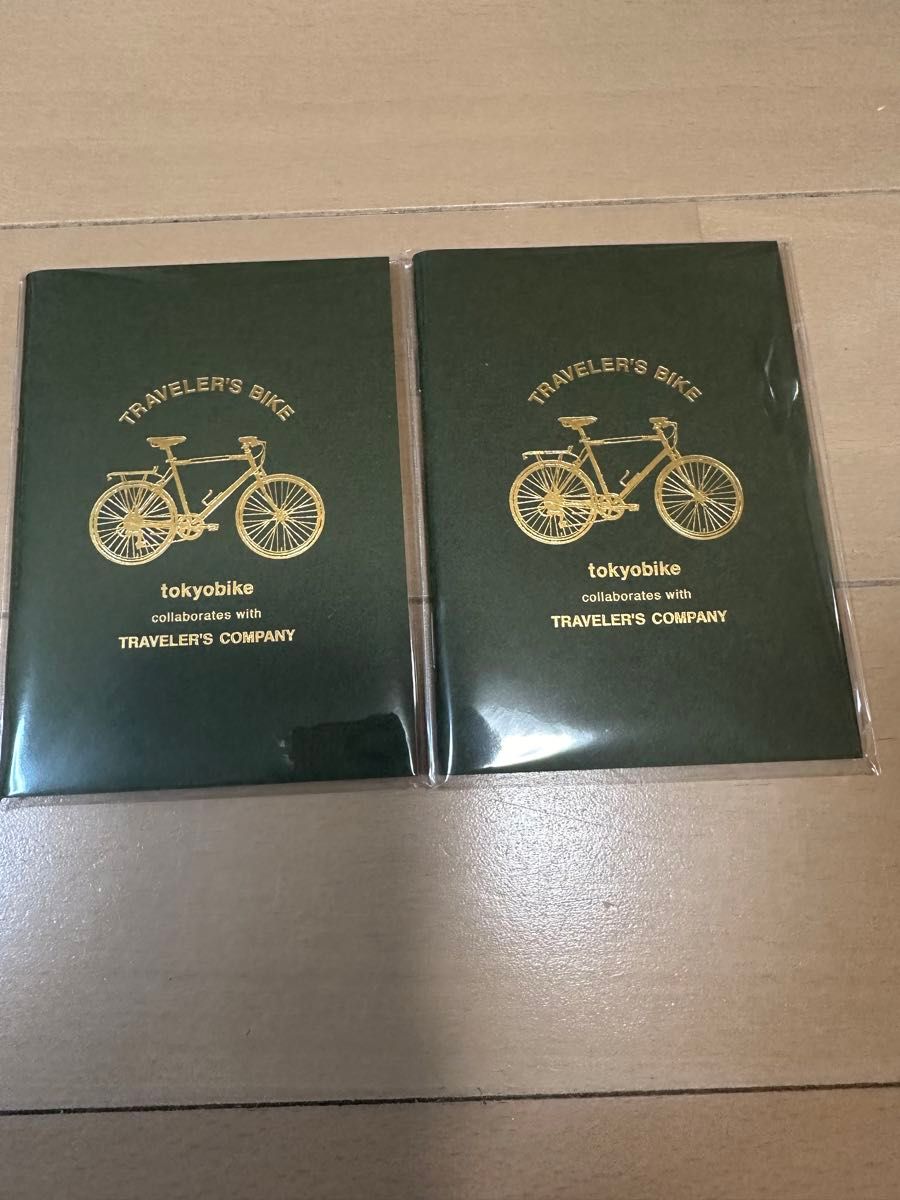 TRAVELER'S BIKE
tokyobike
collaborates with
TRAVELER'S COMPANY
TRAVELER'S BIKE
tokyobike
collaborates with
TRAVELER'S COMPANY